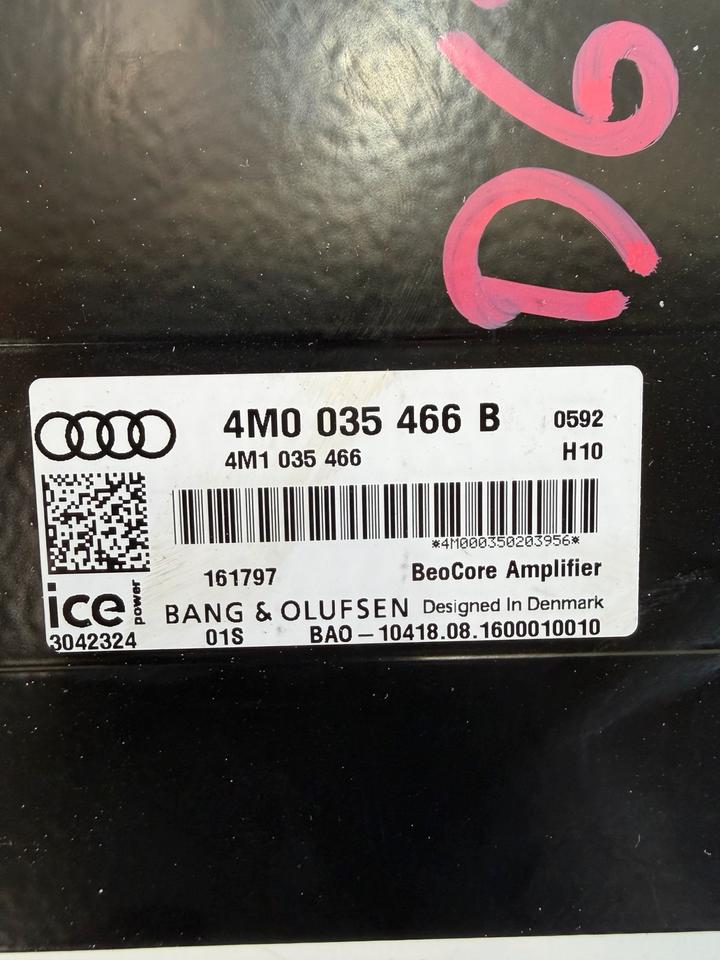 4M0 035 466 B 0592
4M1 035 466 H10
*4M000350203956*
161797 BeoCore Amplifier
ice power BANG & OLUFSEN Designed In Denmark
3042324 01S BAO – 10418.08.1600010010